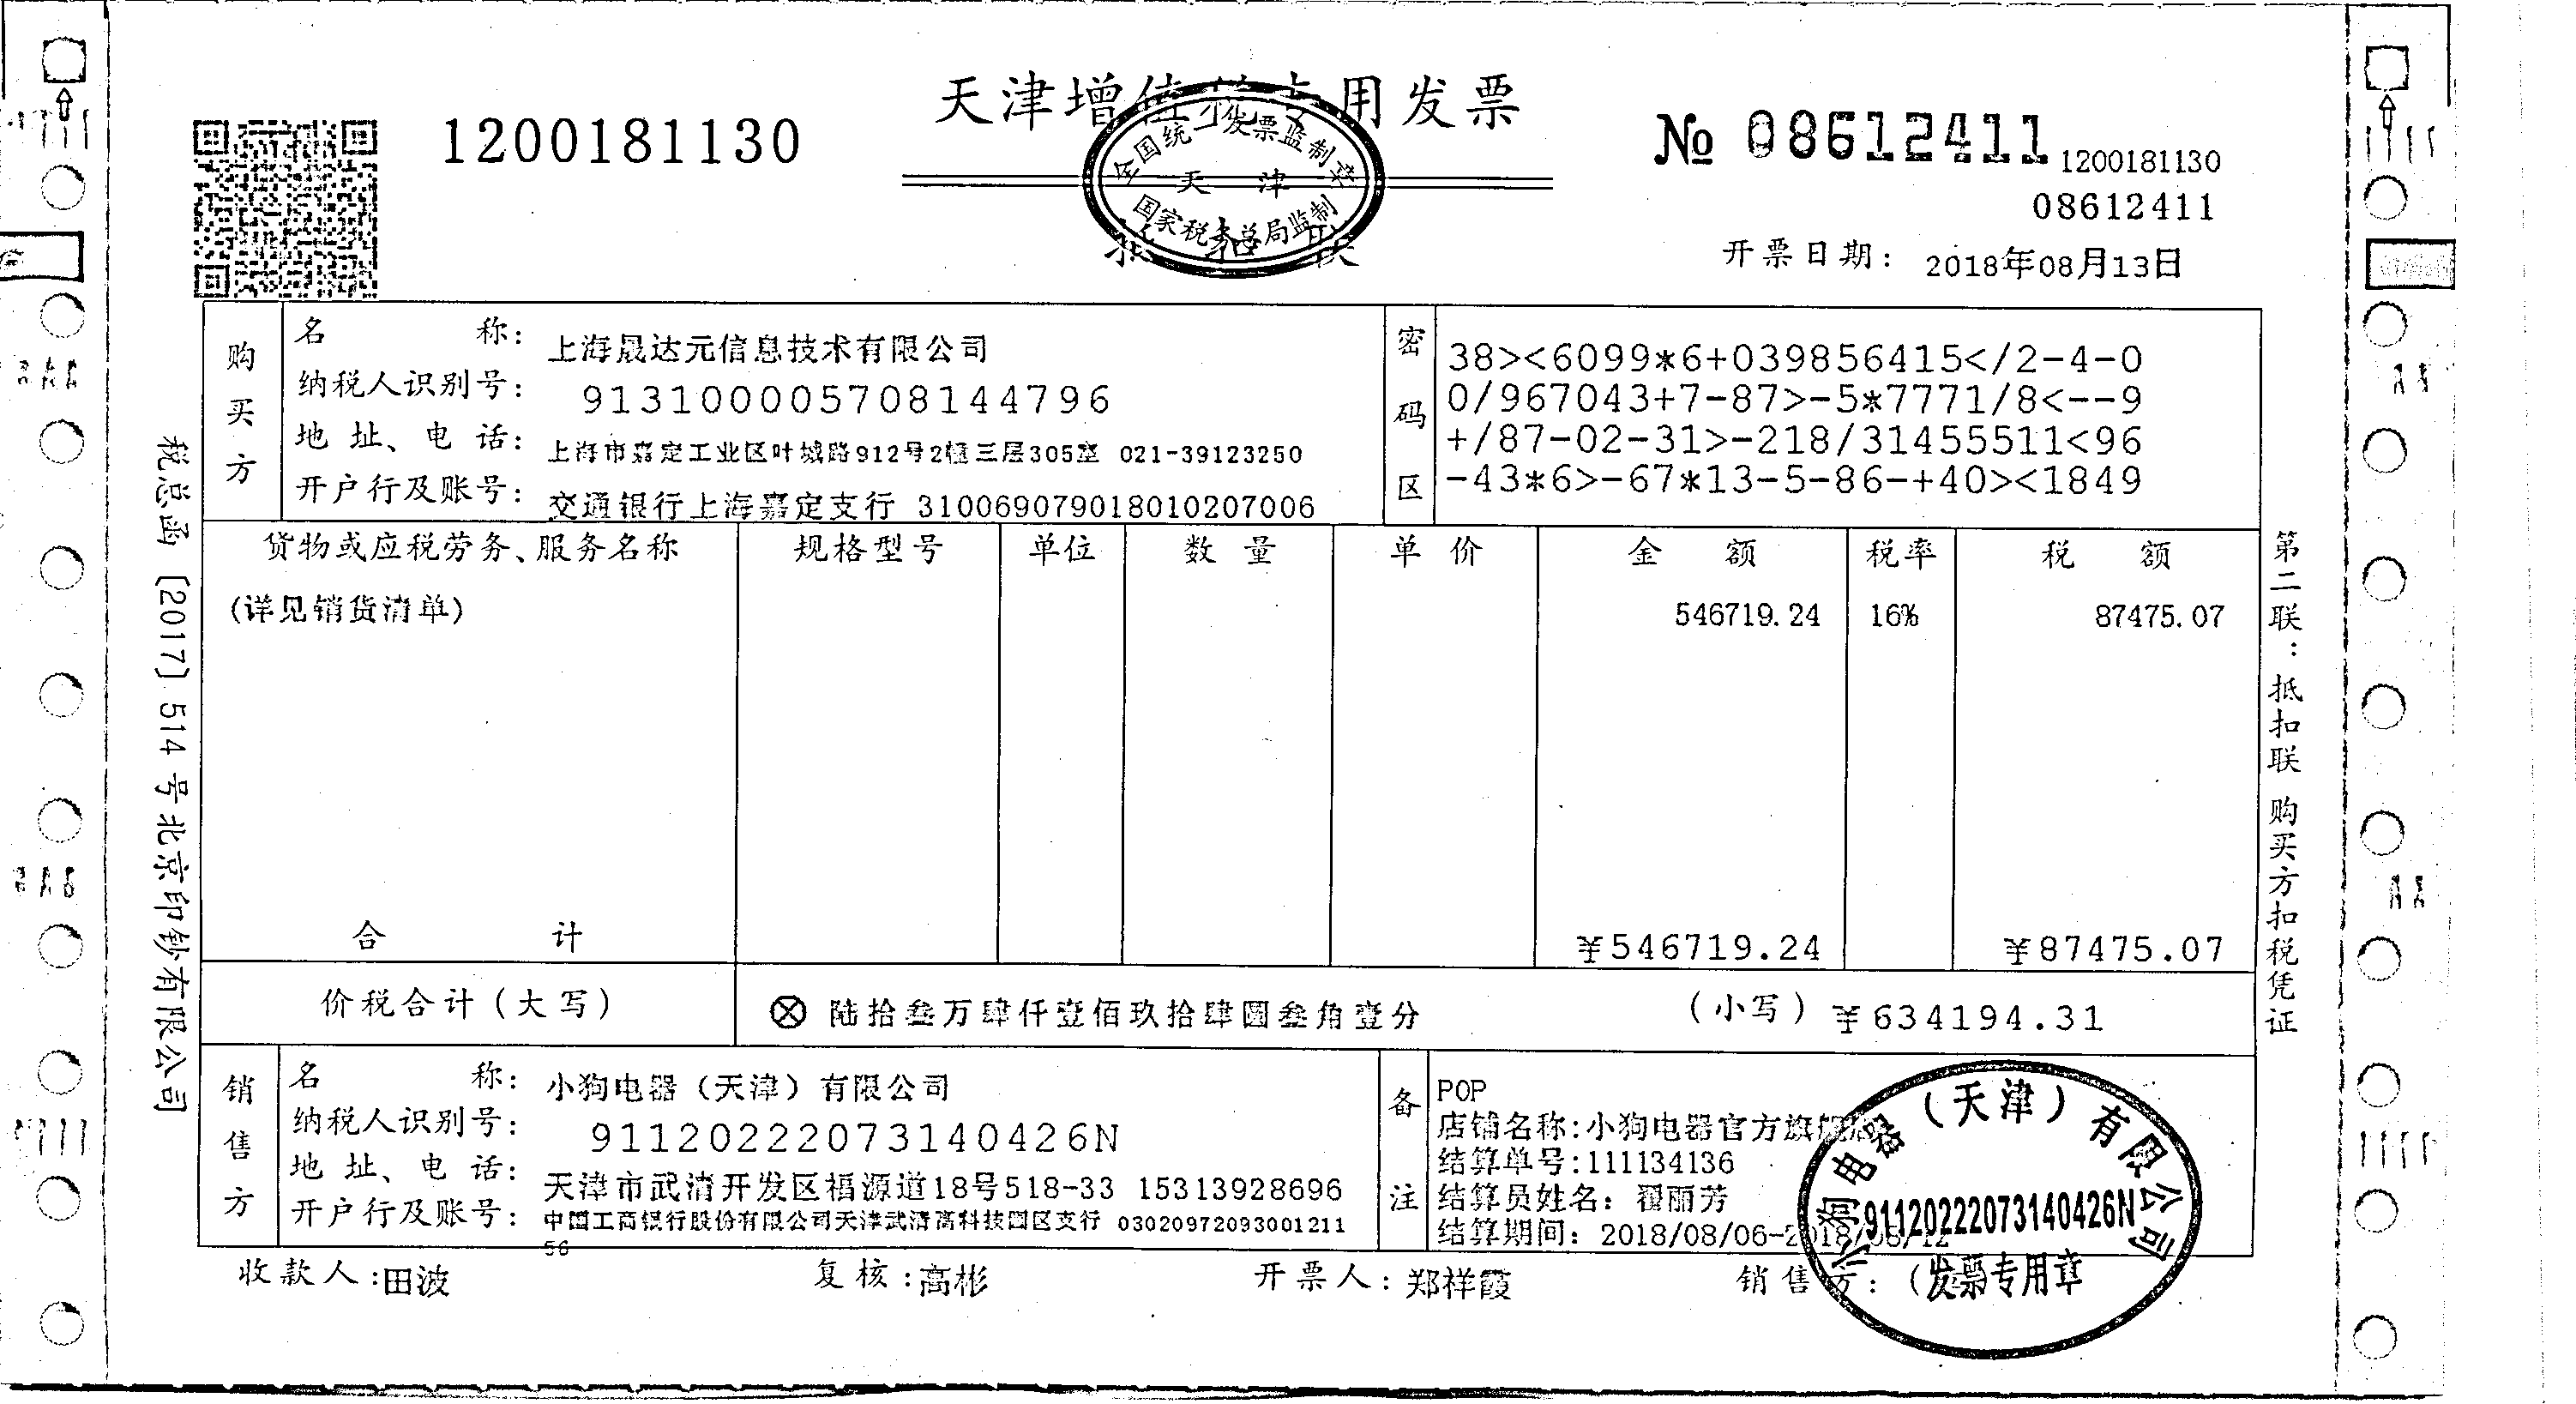 天津增值税专用发票
1200181130
全国统一发票监制章
天 津
国家税务总局监制
№ 08612411
1200181130
08612411
开票日期: 2018年08月13日
购买方
名 称: 上海晟达元信息技术有限公司
纳税人识别号: 913100005708144796
地 址、电 话: 上海市嘉定工业区叶城路912号2幢三层305室 021-39123250
开户行及账号: 交通银行上海嘉定支行 310069079018010207006
密码区
38><6099*6+039856415</2-4-0
0/967043+7-87>-5*7771/8<--9
+/87-02-31>-218/31455511<96
-43*6>-67*13-5-86-+40><1849
货物或应税劳务、服务名称 规格型号 单位 数 量 单 价 金 额 税率 税 额
(详见销货清单) 546719.24 16% 87475.07
合 计 ¥546719.24 ¥87475.07
价税合计(大写) ⊗ 陆拾叁万肆仟壹佰玖拾肆圆叁角壹分 (小写) ¥634194.31
销售方
名 称: 小狗电器(天津)有限公司
纳税人识别号: 91120222073140426N
地 址、电 话: 天津市武清开发区福源道18号518-33 15313928696
开户行及账号: 中国工商银行股份有限公司天津武清高科技园区支行 03020972093001211
56
备注
POP
店铺名称:小狗电器官方旗舰店
结算单号:111134136
结算员姓名: 翟丽芳
结算期间: 2018/08/06-2018/08/12
收款人:田波 复核:高彬 开票人:郑祥霞 销售方:(章)
小狗电器(天津)有限公司
91120222073140426N
发票专用章
税总函〔2017〕514号北京印钞有限公司
第二联:抵扣联 购买方扣税凭证